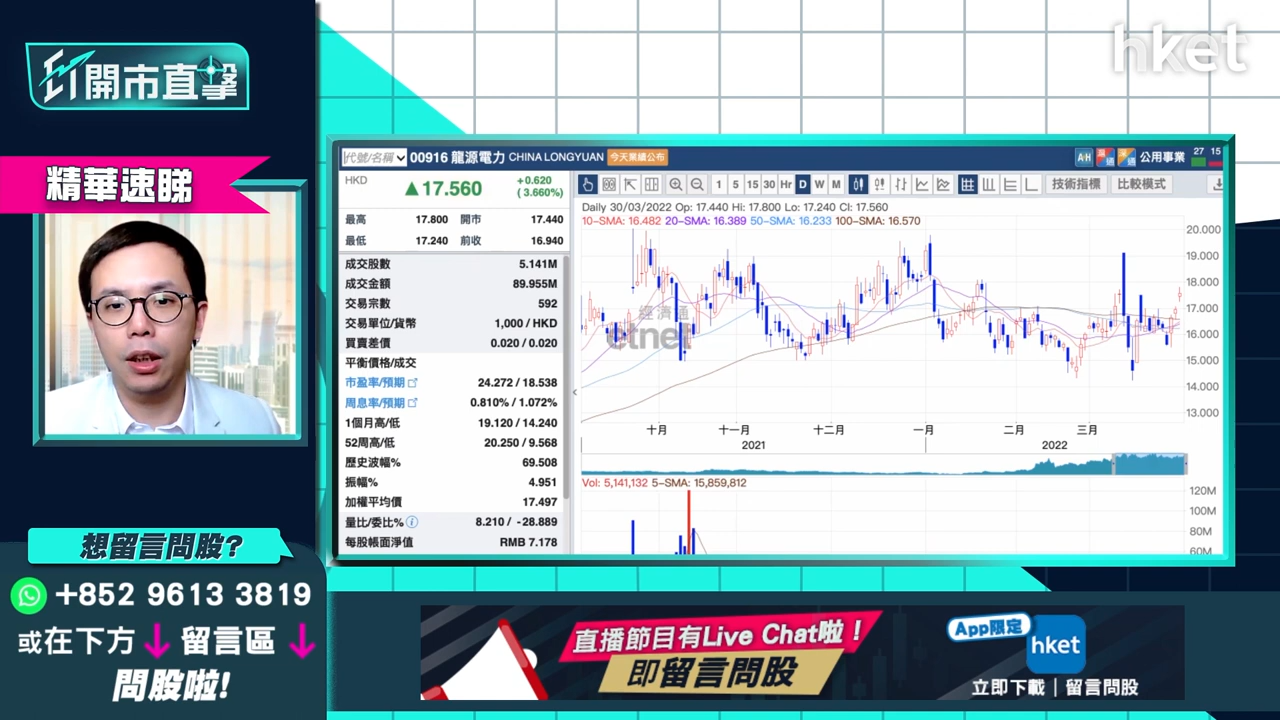 hket
ET開市直擊
精華速睇
代號/名稱 00916 龍源電力 CHINA LONGYUAN 今天業績公布
AH
公用事業
27 15
HKD
▲17.560
+0.620
(3.660%)
最高 17.800 開市 17.440
最低 17.240 前收 16.940
成交股數 5.141M
成交金額 89.955M
交易宗數 592
交易單位/貨幣 1,000 / HKD
買賣差價 0.020 / 0.020
平衡價格/成交
市盈率/預期 24.272 / 18.538
周息率/預期 0.810% / 1.072%
1個月高/低 19.120 / 14.240
52周高/低 20.250 / 9.568
歷史波幅% 69.508
振幅% 4.951
加權平均價 17.497
量比/委比% 8.210 / -28.889
每股帳面淨值 RMB 7.178
1 5 15 30 Hr D W M
技術指標 比較模式
Daily 30/03/2022 Op: 17.440 Hi: 17.800 Lo: 17.240 Cl: 17.560
10-SMA: 16.482 20-SMA: 16.389 50-SMA: 16.233 100-SMA: 16.570
20.000
19.000
18.000
17.000
16.000
15.000
14.000
13.000
經濟通
etnet
十月 十一月 十二月 一月 二月 三月
2021 2022
Vol: 5,141,132 5-SMA: 15,859,812
120M
100M
80M
60M
想留言問股?
+852 9613 3819
或在下方↓留言區↓
問股啦!
直播節目有Live Chat啦！
即留言問股
App限定
hket
立即下載｜留言問股